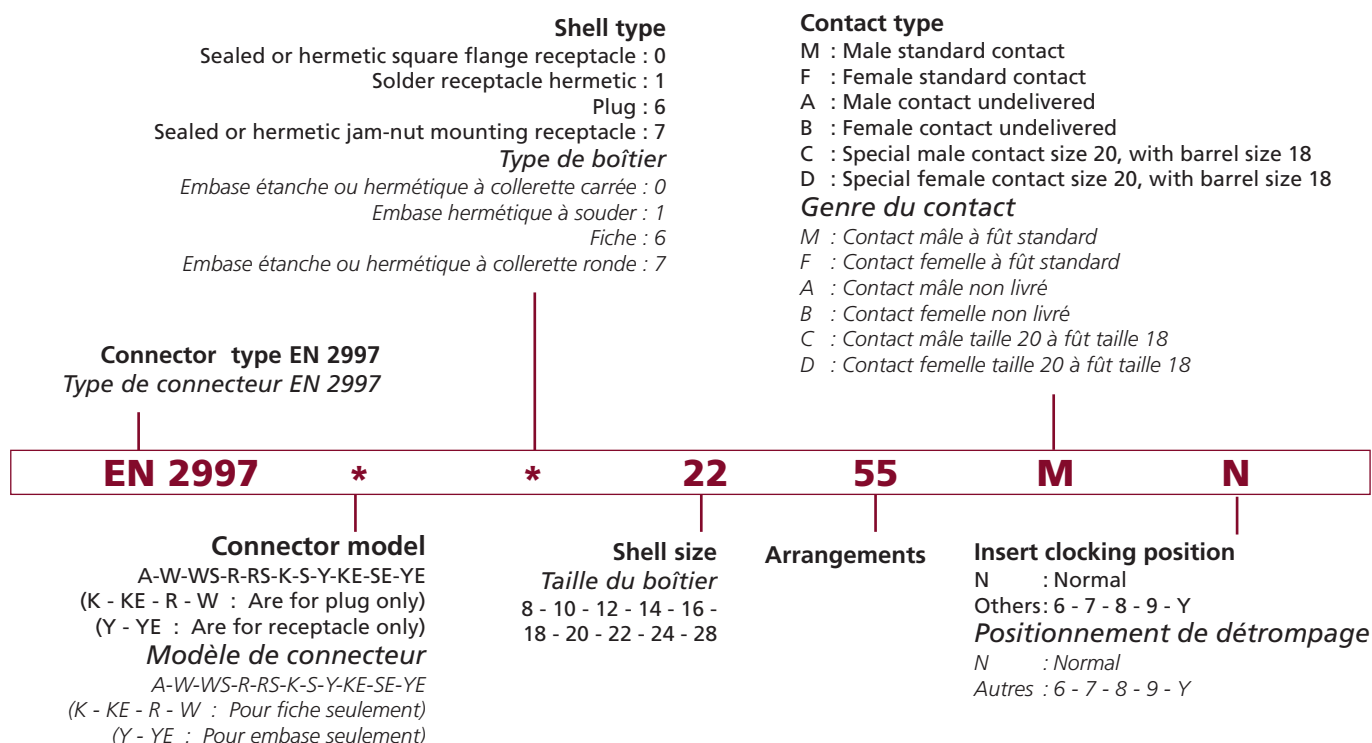 Shell type
Sealed or hermetic square flange receptacle : 0
Solder receptacle hermetic : 1
Plug : 6
Sealed or hermetic jam-nut mounting receptacle : 7
Type de boîtier
Embase étanche ou hermétique à collerette carrée : 0
Embase hermétique à souder : 1
Fiche : 6
Embase étanche ou hermétique à collerette ronde : 7
Contact type
M : Male standard contact
F : Female standard contact
A : Male contact undelivered
B : Female contact undelivered
C : Special male contact size 20, with barrel size 18
D : Special female contact size 20, with barrel size 18
Genre du contact
M : Contact mâle à fût standard
F : Contact femelle à fût standard
A : Contact mâle non livré
B : Contact femelle non livré
C : Contact mâle taille 20 à fût taille 18
D : Contact femelle taille 20 à fût taille 18
Connector type EN 2997
Type de connecteur EN 2997
EN 2997 * * 22 55 M N
Connector model
A-W-WS-R-RS-K-S-Y-KE-SE-YE
(K - KE - R - W : Are for plug only)
(Y - YE : Are for receptacle only)
Modèle de connecteur
A-W-WS-R-RS-K-S-Y-KE-SE-YE
(K - KE - R - W : Pour fiche seulement)
(Y - YE : Pour embase seulement)
Shell size
Taille du boîtier
8 - 10 - 12 - 14 - 16 -
18 - 20 - 22 - 24 - 28
Arrangements
Insert clocking position
N : Normal
Others : 6 - 7 - 8 - 9 - Y
Positionnement de détrompage
N : Normal
Autres : 6 - 7 - 8 - 9 - Y